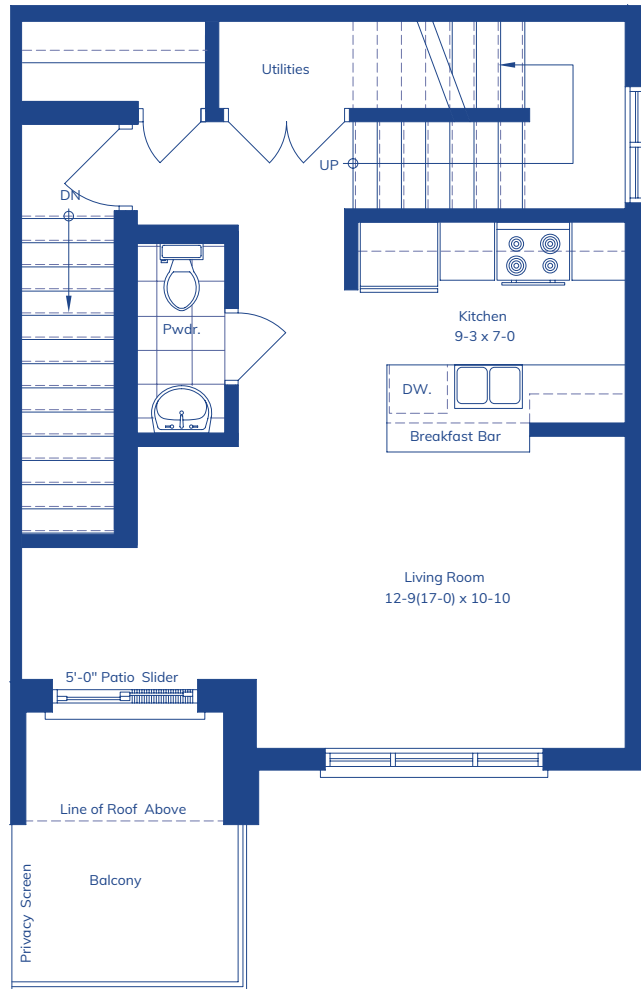 Utilities
UP
DN
Kitchen
9-3 x 7-0
Pwdr.
DW.
Breakfast Bar
Living Room
12-9(17-0) x 10-10
5'-0" Patio Slider
Line of Roof Above
Balcony
Privacy Screen